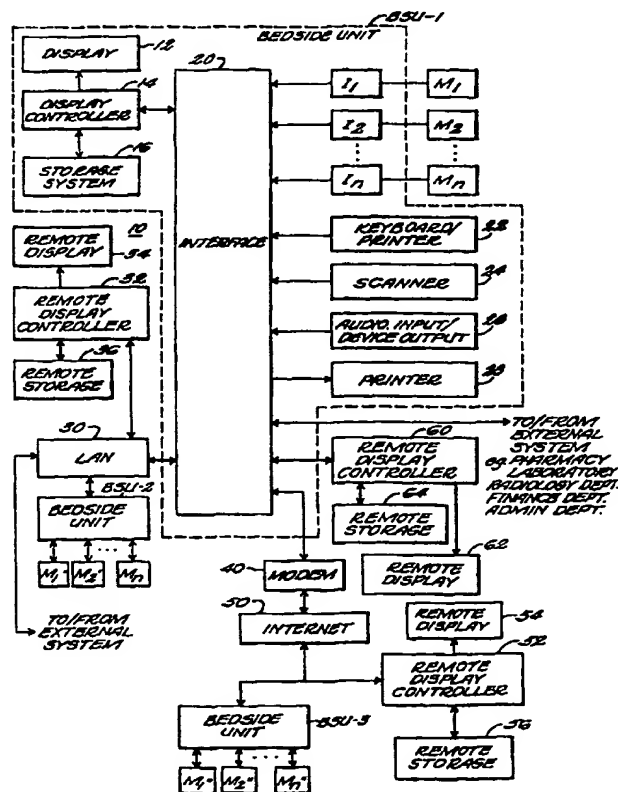 BSU-1
BEDSIDE UNIT
12
DISPLAY
14
DISPLAY
CONTROLLER
16
STORAGE
SYSTEM
20
INTERFACE
I1
M1
I2
M2
In
Mn
KEYBOARD/
PRINTER
22
SCANNER
24
AUDIO INPUT/
DEVICE OUTPUT
PRINTER
10
REMOTE
DISPLAY
34
32
REMOTE
DISPLAY
CONTROLLER
36
REMOTE
STORAGE
30
LAN
BSU-2
BEDSIDE
UNIT
M1'
M2'
Mn'
TO/FROM
EXTERNAL
SYSTEM
60
REMOTE
DISPLAY
CONTROLLER
64
REMOTE
STORAGE
62
REMOTE
DISPLAY
TO/FROM
EXTERNAL
SYSTEM
eg. PHARMACY
LABORATORY
RADIOLOGY DEPT.
FINANCE DEPT.
ADMIN DEPT.
40
MODEM
50
INTERNET
REMOTE
DISPLAY
54
52
REMOTE
DISPLAY
CONTROLLER
56
REMOTE
STORAGE
BEDSIDE
UNIT
BSU-3
M1"
M2"
Mn"